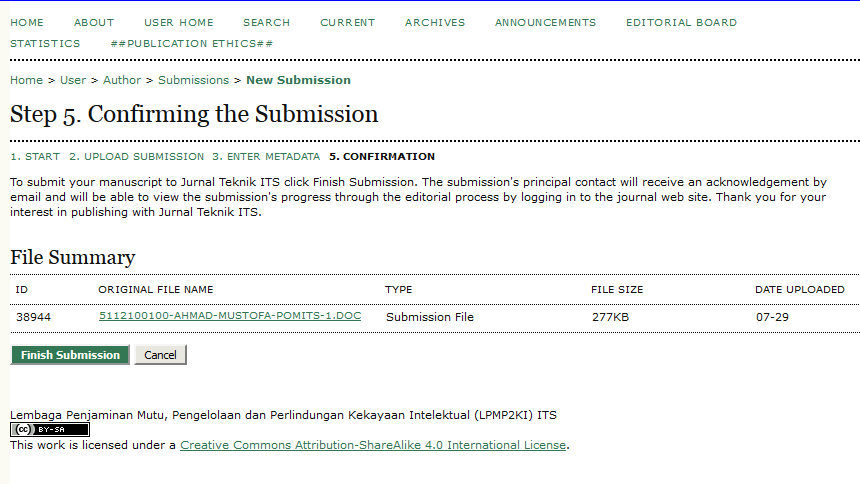 HOME ABOUT USER HOME SEARCH CURRENT ARCHIVES ANNOUNCEMENTS EDITORIAL BOARD
STATISTICS ##PUBLICATION ETHICS##
Home > User > Author > Submissions > New Submission
Step 5. Confirming the Submission
1. START 2. UPLOAD SUBMISSION 3. ENTER METADATA 5. CONFIRMATION
To submit your manuscript to Jurnal Teknik ITS click Finish Submission. The submission's principal contact will receive an acknowledgement by
email and will be able to view the submission's progress through the editorial process by logging in to the journal web site. Thank you for your
interest in publishing with Jurnal Teknik ITS.
File Summary
ID ORIGINAL FILE NAME TYPE FILE SIZE DATE UPLOADED
38944 5112100100-AHMAD-MUSTOFA-POMITS-1.DOC Submission File 277KB 07-29
Finish Submission Cancel
Lembaga Penjaminan Mutu, Pengelolaan dan Perlindungan Kekayaan Intelektual (LPMP2KI) ITS
cc BY-SA
This work is licensed under a Creative Commons Attribution-ShareAlike 4.0 International License.